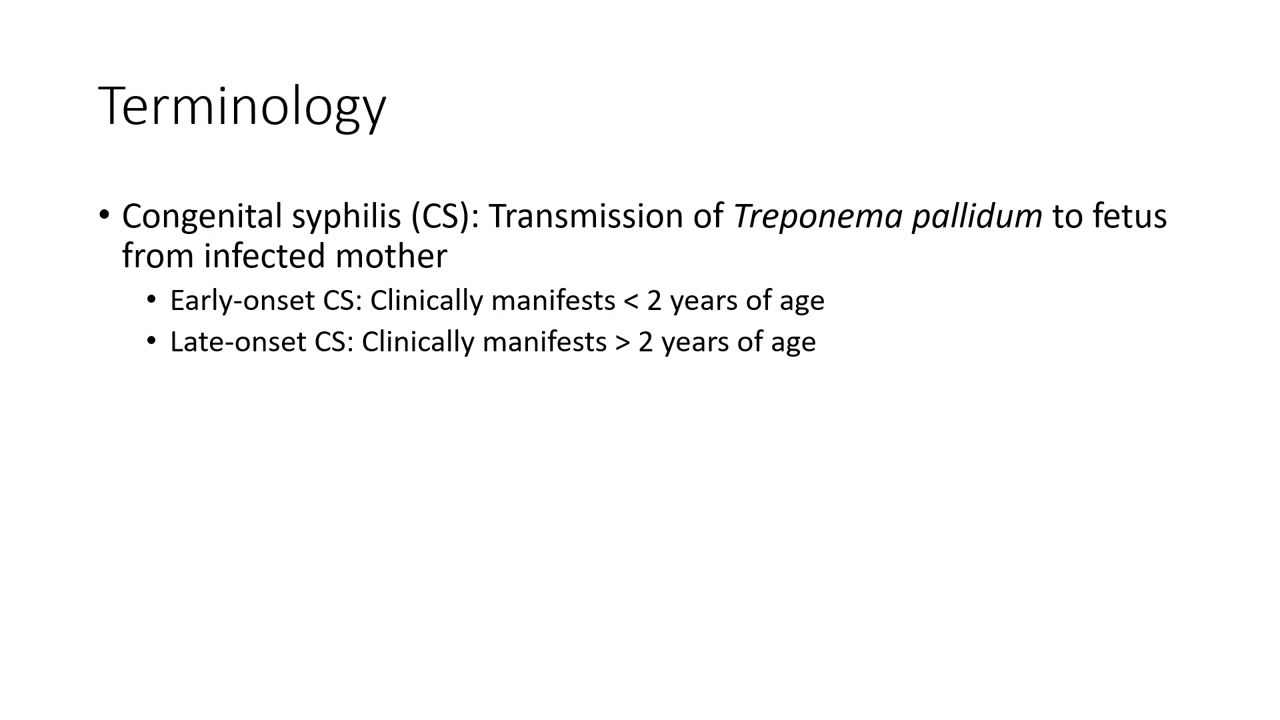 Terminology
• Congenital syphilis (CS): Transmission of Treponema pallidum to fetus
from infected mother
• Early-onset CS: Clinically manifests < 2 years of age
• Late-onset CS: Clinically manifests > 2 years of age